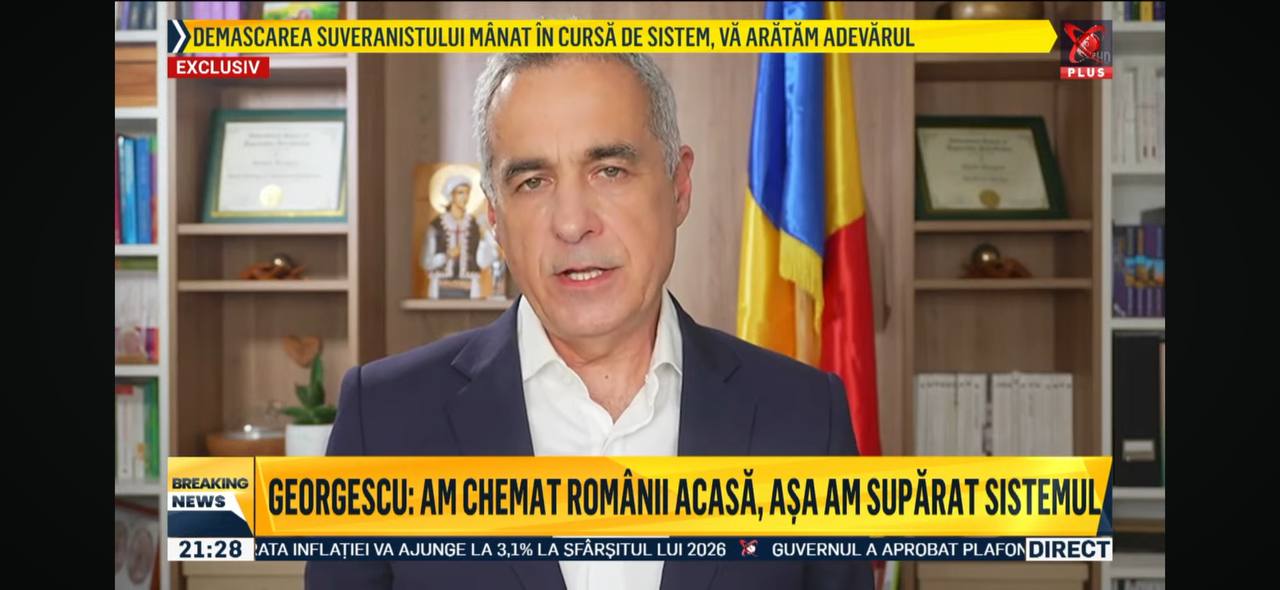 DEMASCAREA SUVERANISTULUI MÂNAT ÎN CURSĂ DE SISTEM, VĂ ARĂTĂM ADEVĂRUL
EXCLUSIV
PLUS
BREAKING
NEWS
GEORGESCU: AM CHEMAT ROMÂNII ACASĂ, AȘA AM SUPĂRAT SISTEMUL
21:28
RATA INFLAȚIEI VA AJUNGE LA 3,1% LA SFÂRȘITUL LUI 2026
GUVERNUL A APROBAT PLAFON
DIRECT